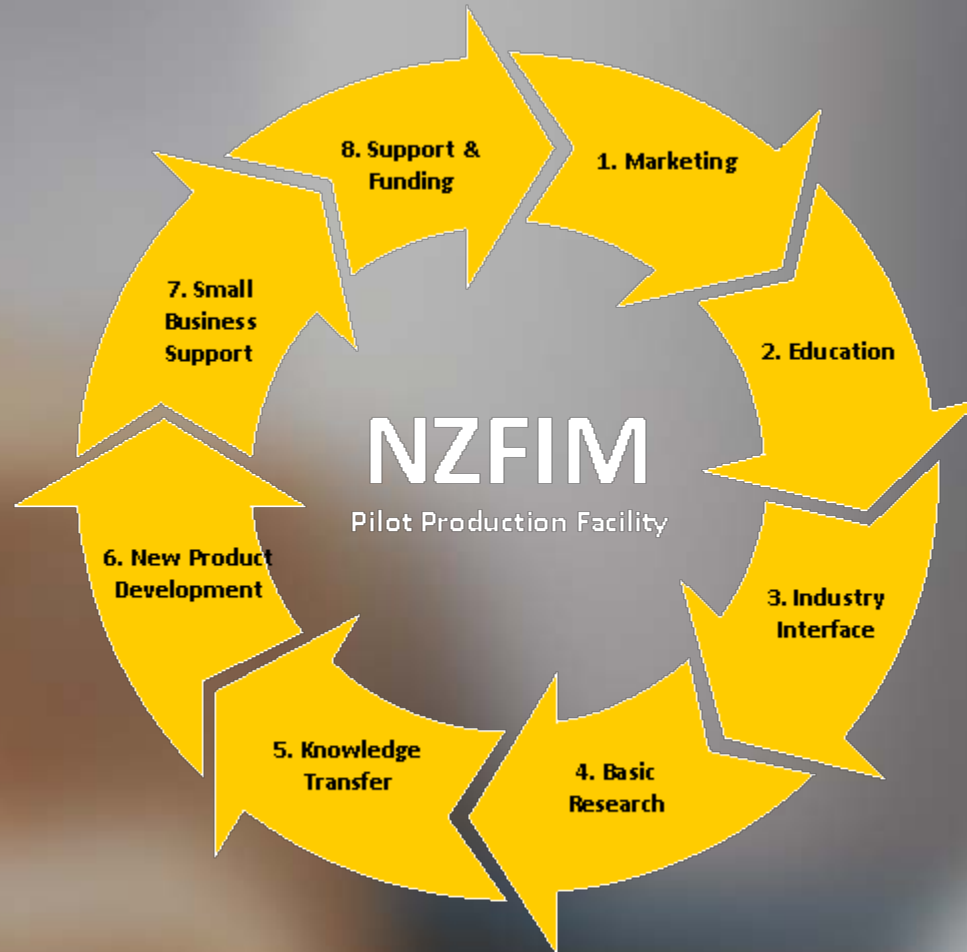 8. Support &
Funding
1. Marketing
2. Education
3. Industry
Interface
4. Basic
Research
5. Knowledge
Transfer
6. New Product
Development
7. Small
Business
Support
NZFIM
Pilot Production Facility